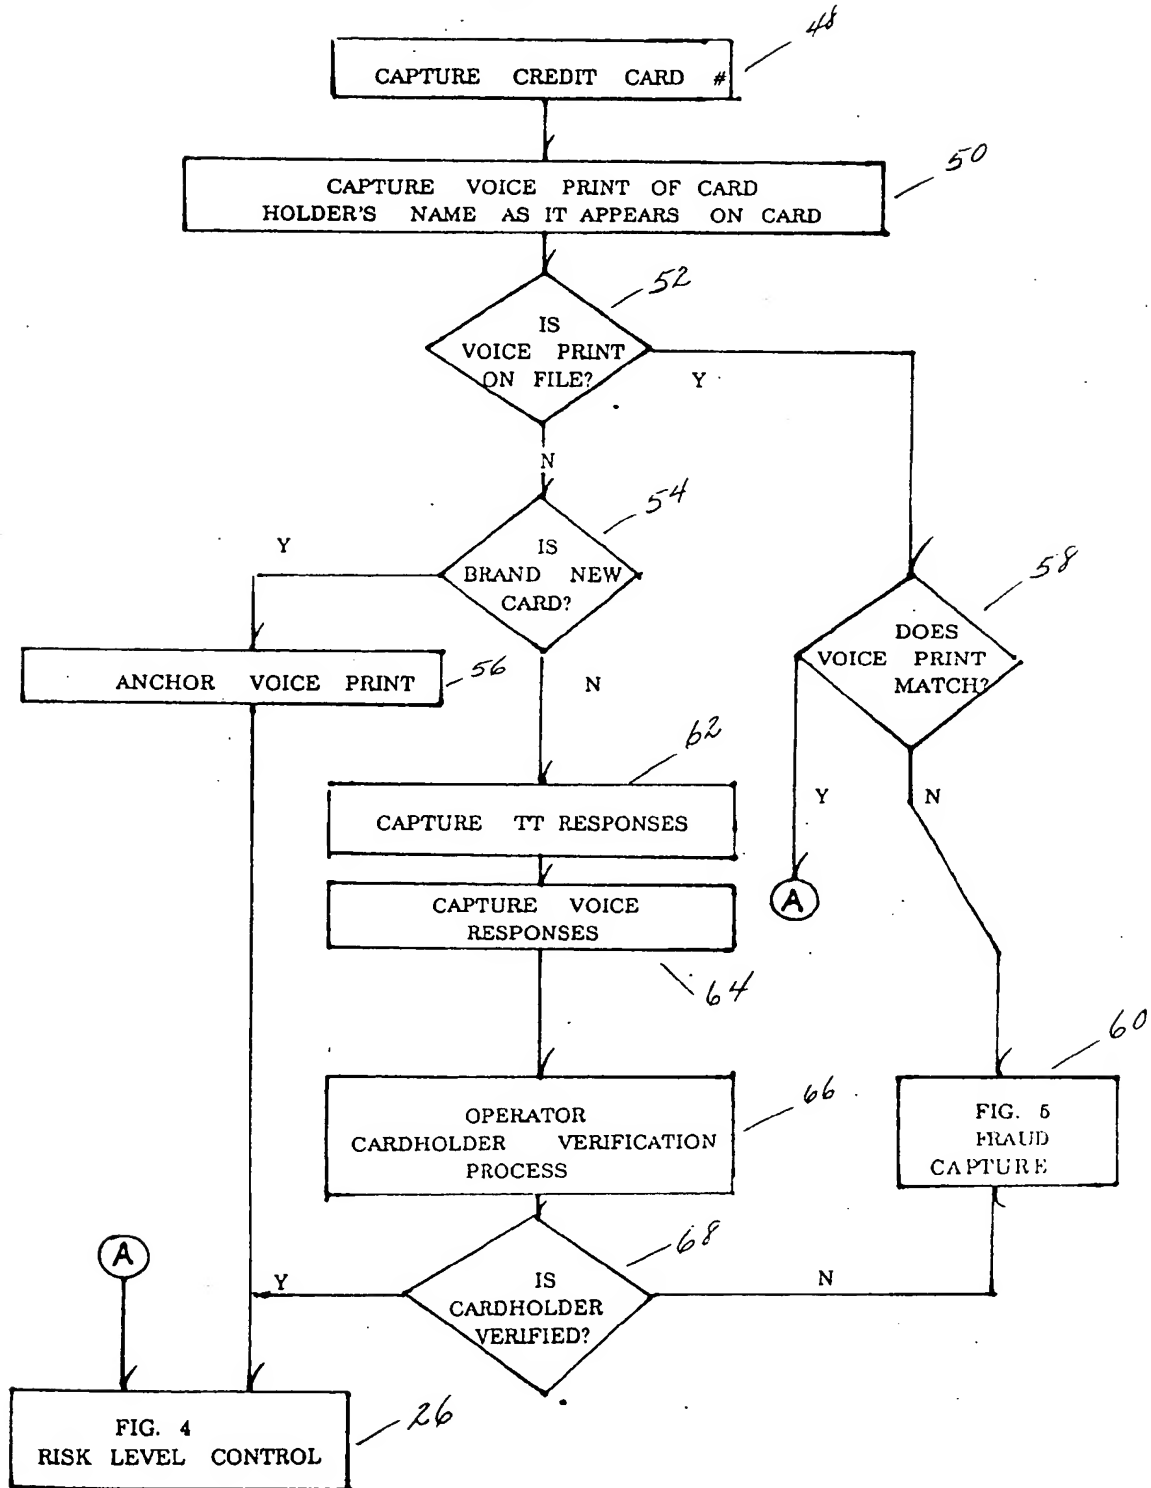 48
CAPTURE CREDIT CARD #
50
CAPTURE VOICE PRINT OF CARD
HOLDER'S NAME AS IT APPEARS ON CARD
52
IS
VOICE PRINT
ON FILE?
Y
N
54
IS
BRAND NEW
CARD?
Y
N
58
DOES
VOICE PRINT
MATCH?
ANCHOR VOICE PRINT
56
62
CAPTURE TT RESPONSES
Y
N
A
CAPTURE VOICE
RESPONSES
64
60
OPERATOR
CARDHOLDER VERIFICATION
PROCESS
66
FIG. 5
FRAUD
CAPTURE
68
A
IS
CARDHOLDER
VERIFIED?
Y
N
FIG. 4
RISK LEVEL CONTROL
26